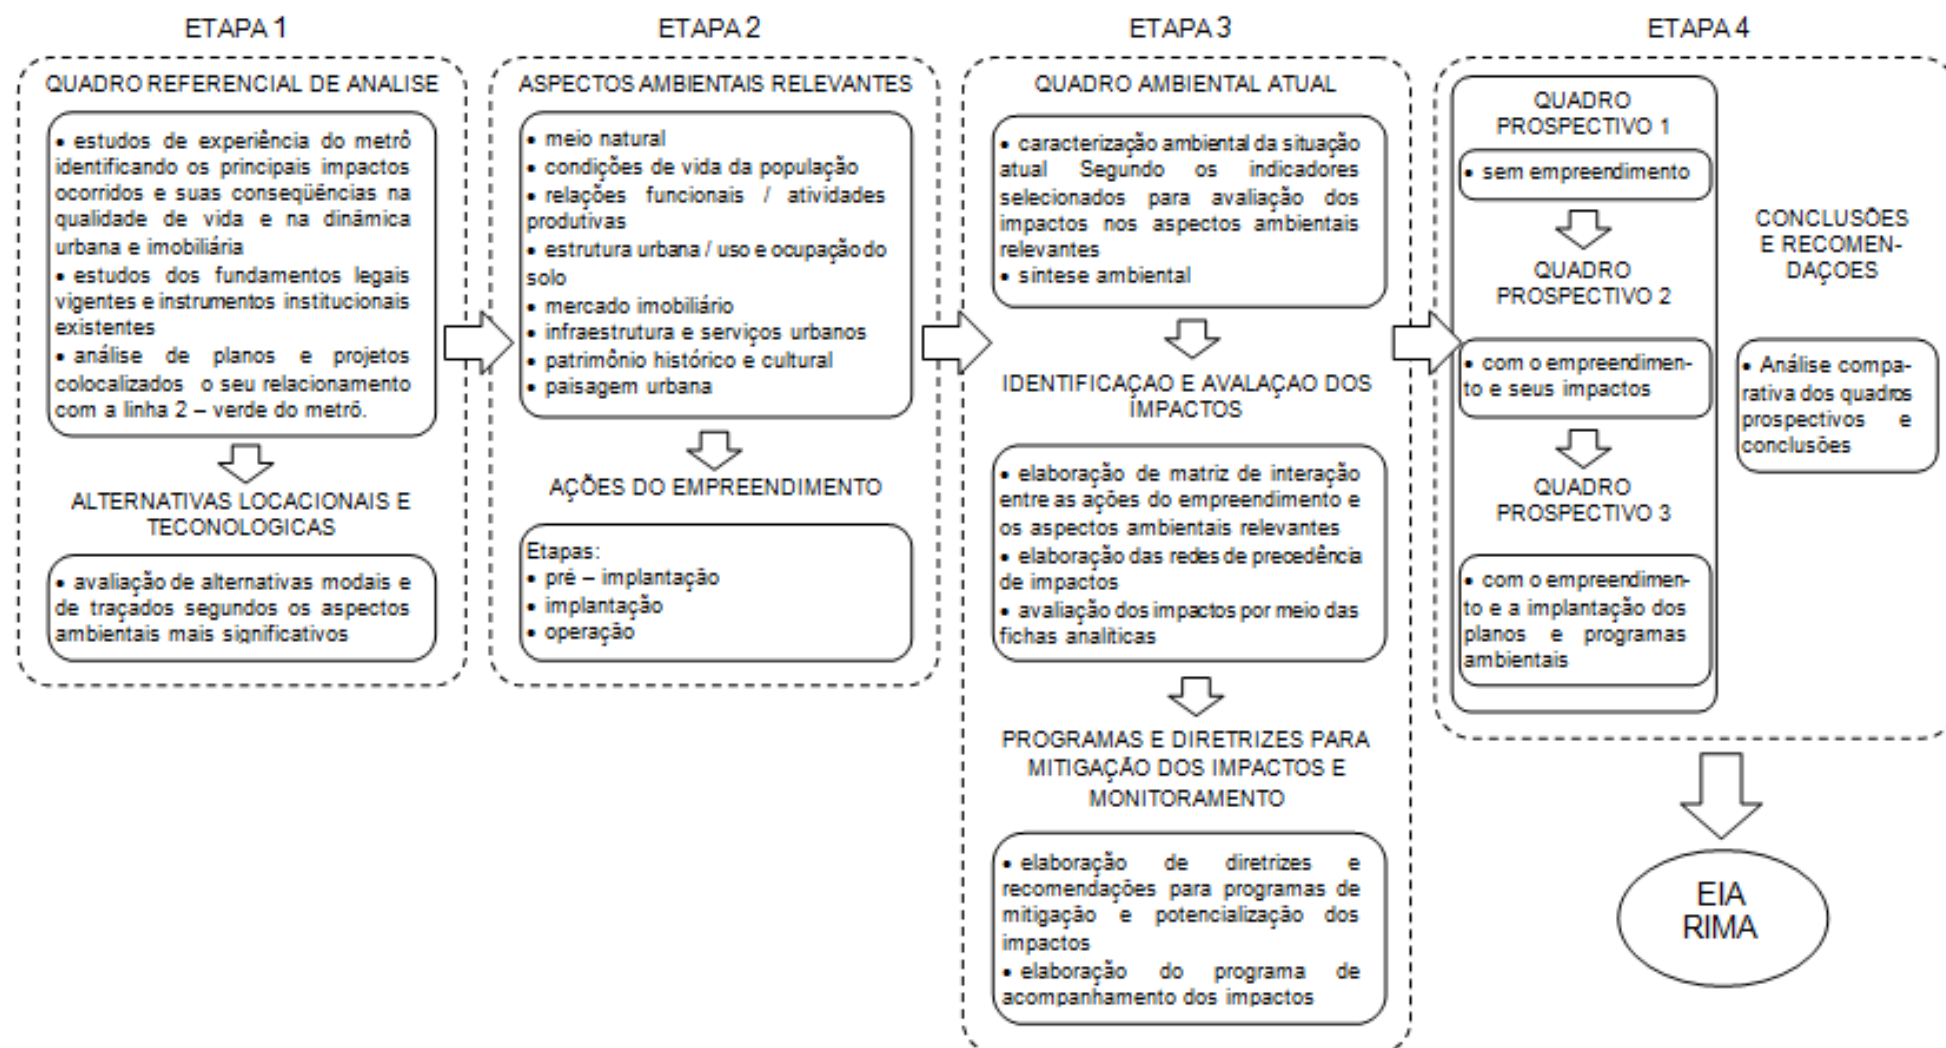 ETAPA 1
QUADRO REFERENCIAL DE ANALISE
• estudos de experiência do metrô
identificando os principais impactos
ocorridos e suas conseqüências na
qualidade de vida e na dinâmica
urbana e imobiliária
• estudos dos fundamentos legais
vigentes e instrumentos institucionais
existentes
• análise de planos e projetos
colocalizados o seu relacionamento
com a linha 2 – verde do metrô.
ALTERNATIVAS LOCACIONAIS E
TECONOLOGICAS
• avaliação de alternativas modais e
de traçados segundos os aspectos
ambientais mais significativos
ETAPA 2
ASPECTOS AMBIENTAIS RELEVANTES
• meio natural
• condições de vida da população
• relações funcionais / atividades
produtivas
• estrutura urbana / uso e ocupação do
solo
• mercado imobiliário
• infraestrutura e serviços urbanos
• patrimônio histórico e cultural
• paisagem urbana
AÇÕES DO EMPREENDIMENTO
Etapas:
• pré – implantação
• implantação
• operação
ETAPA 3
QUADRO AMBIENTAL ATUAL
• caracterização ambiental da situação
atual Segundo os indicadores
selecionados para avaliação dos
impactos nos aspectos ambientais
relevantes
• síntese ambiental
IDENTIFICAÇAO E AVALAÇAO DOS
IMPACTOS
• elaboração de matriz de interação
entre as ações do empreendimento e
os aspectos ambientais relevantes
• elaboração das redes de precedência
de impactos
• avaliação dos impactos por meio das
fichas analíticas
PROGRAMAS E DIRETRIZES PARA
MITIGAÇÃO DOS IMPACTOS E
MONITORAMENTO
• elaboração de diretrizes e
recomendações para programas de
mitigação e potencialização dos
impactos
• elaboração do programa de
acompanhamento dos impactos
ETAPA 4
QUADRO
PROSPECTIVO 1
• sem empreendimento
QUADRO
PROSPECTIVO 2
• com o empreendimen-
to e seus impactos
QUADRO
PROSPECTIVO 3
• com o empreendimen-
to e a implantação dos
planos e programas
ambientais
CONCLUSÕES
E RECOMEN-
DAÇOES
• Análise compa-
rativa dos quadros
prospectivos e
conclusões
EIA
RIMA